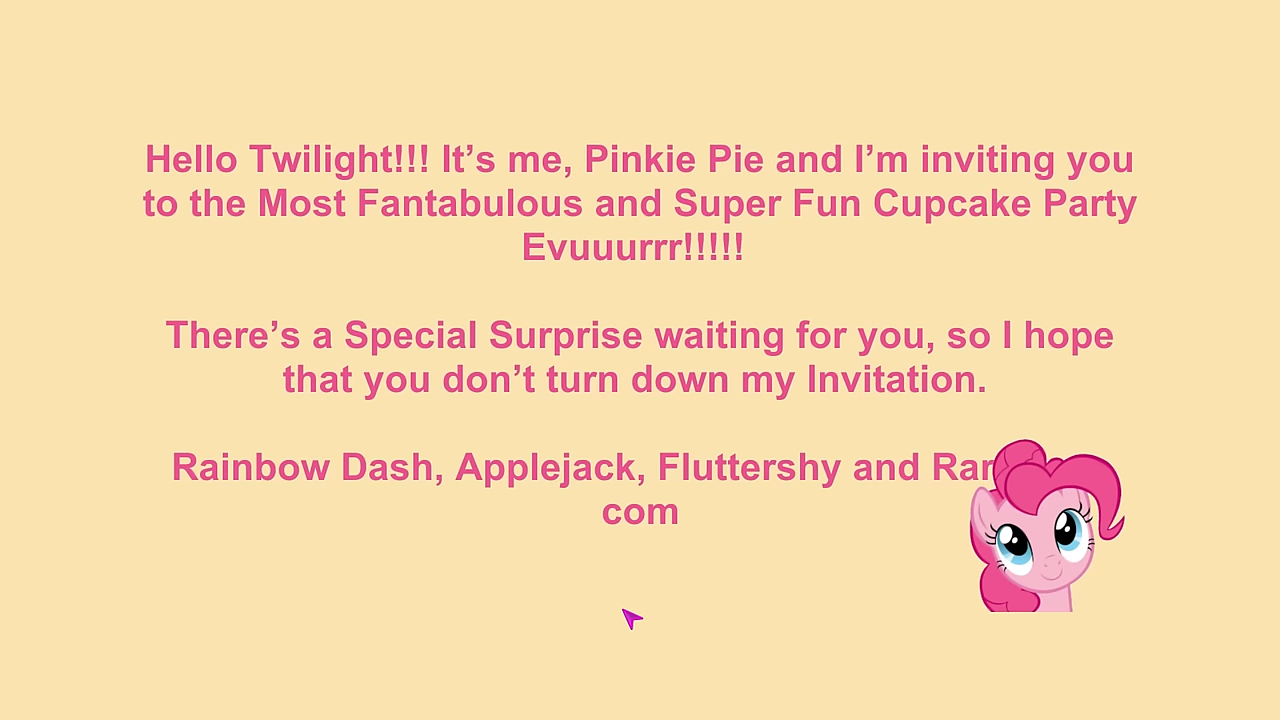 Hello Twilight!!! It’s me, Pinkie Pie and I’m inviting you
to the Most Fantabulous and Super Fun Cupcake Party
Evuuurrr!!!!!
There’s a Special Surprise waiting for you, so I hope
that you don’t turn down my Invitation.
Rainbow Dash, Applejack, Fluttershy and
com